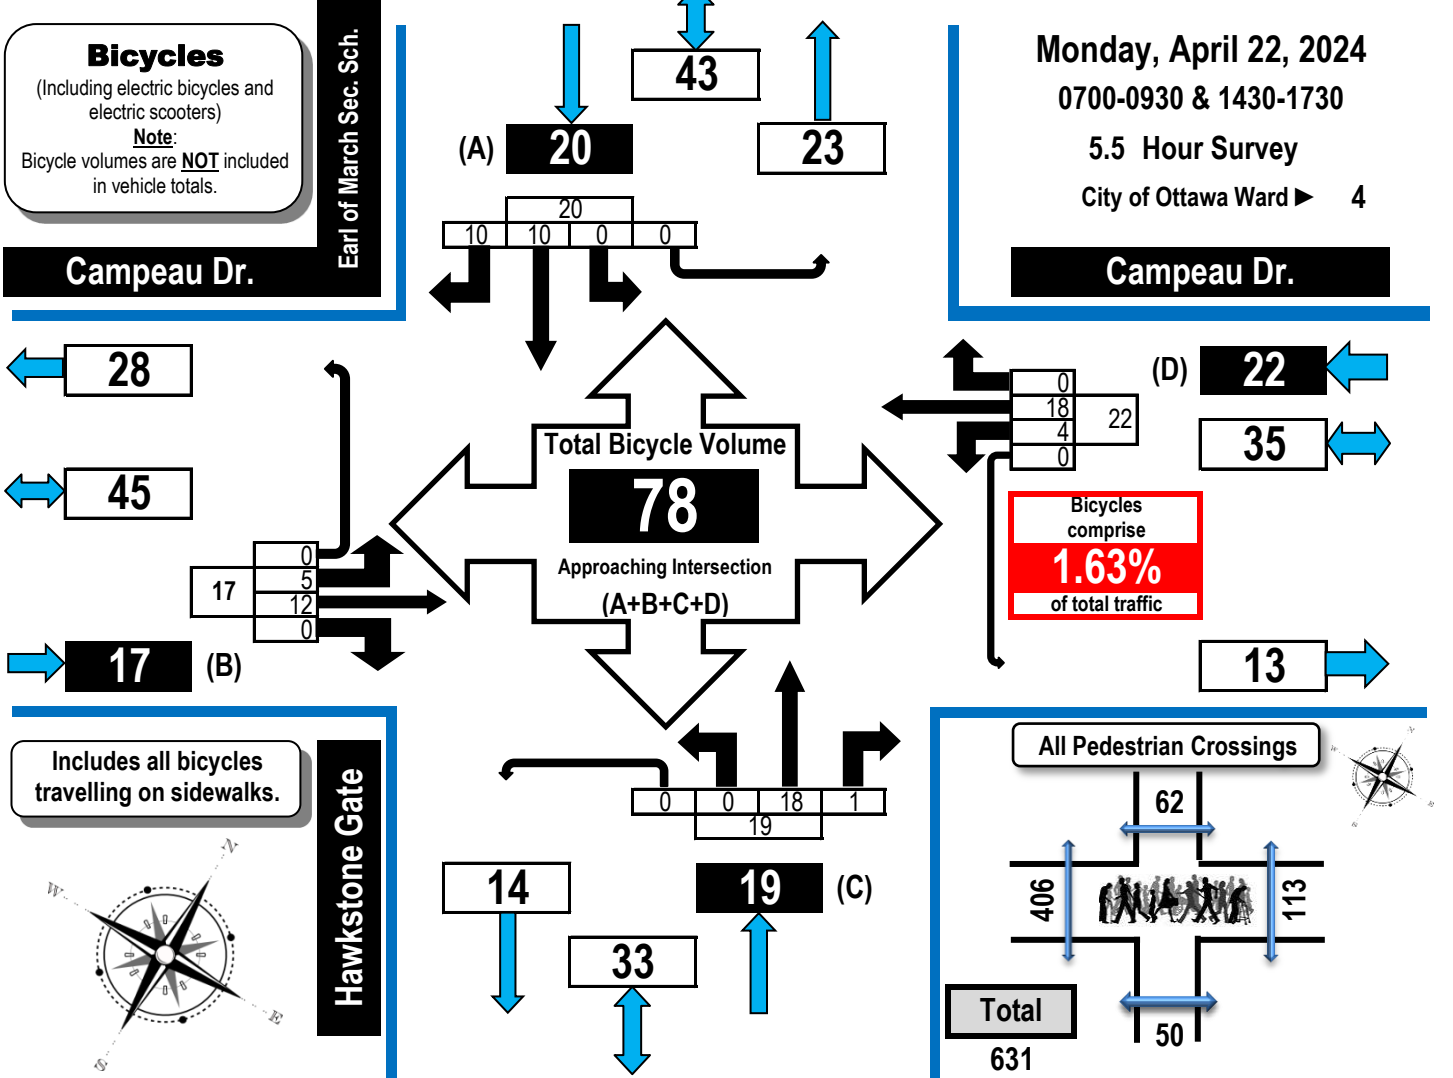 Bicycles
(Including electric bicycles and
electric scooters)
Note:
Bicycle volumes are NOT included
in vehicle totals.
Earl of March Sec. Sch.
Campeau Dr.
43
(A)
20
23
20
10 10 0 0
Monday, April 22, 2024
0700-0930 & 1430-1730
5.5 Hour Survey
City of Ottawa Ward ► 4
Campeau Dr.
28
45
0
5
12
0
17
17
(B)
Total Bicycle Volume
78
Approaching Intersection
(A+B+C+D)
(D)
22
35
0
18
4
0
22
Bicycles
comprise
1.63%
of total traffic
13
Includes all bicycles
travelling on sidewalks.
N
W
E
S
Hawkstone Gate
0 0 18 1
19
14
19
(C)
33
All Pedestrian Crossings
N
W
E
S
62
406
113
50
Total
631